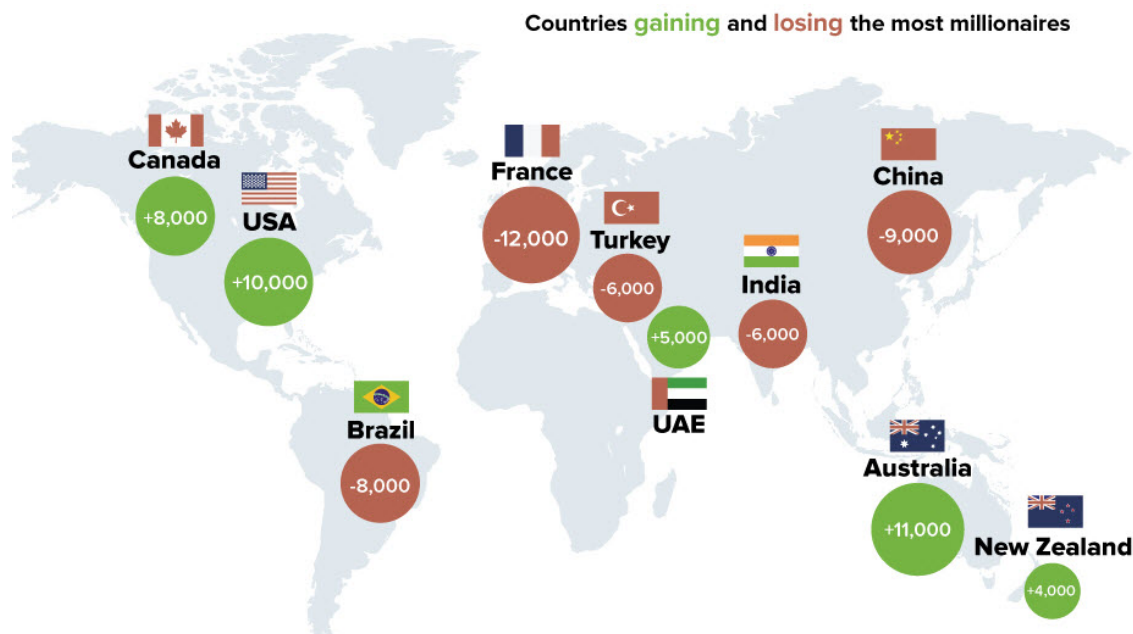 Countries gaining and losing the most millionaires
Canada
+8,000
USA
+10,000
France
-12,000
Turkey
-6,000
+5,000
UAE
India
-6,000
China
-9,000
Brazil
-8,000
Australia
+11,000
New Zealand
+4,000